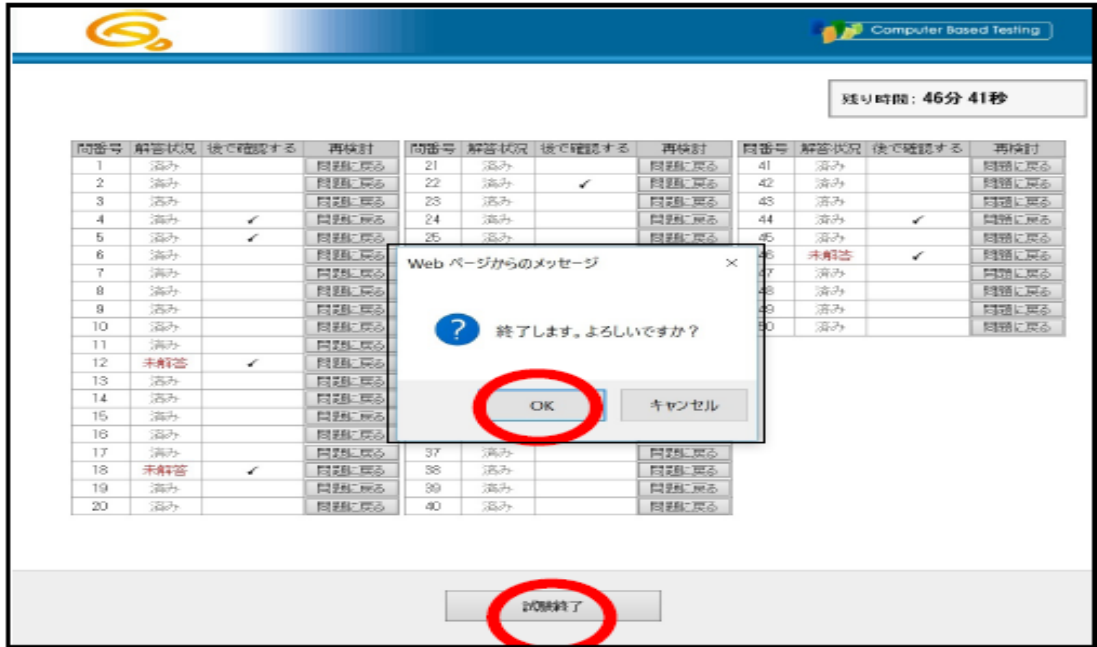 Computer Based Testing
残り時間: 46分 41秒
問番号 解答状況 後で確認する 再検討 問番号 解答状況 後で確認する 再検討 問番号 解答状況 後で確認する 再検討
1 済み 問題に戻る 21 済み 問題に戻る 41 済み 問題に戻る
2 済み 問題に戻る 22 済み ✓ 問題に戻る 42 済み 問題に戻る
3 済み 問題に戻る 23 済み 問題に戻る 43 済み 問題に戻る
4 済み ✓ 問題に戻る 24 済み 問題に戻る 44 済み ✓ 問題に戻る
5 済み ✓ 問題に戻る 25 済み 問題に戻る 45 済み 問題に戻る
6 済み 問題に戻る 46 未解答 ✓ 問題に戻る
7 済み 問題に戻る 47 済み 問題に戻る
8 済み 問題に戻る 48 済み 問題に戻る
9 済み 問題に戻る 49 済み 問題に戻る
10 済み 問題に戻る 50 済み 問題に戻る
11 済み 問題に戻る
12 未解答 ✓ 問題に戻る
13 済み 問題に戻る
14 済み 問題に戻る
15 済み 問題に戻る
16 済み 問題に戻る
17 済み 問題に戻る 37 済み 問題に戻る
18 未解答 ✓ 問題に戻る 38 済み 問題に戻る
19 済み 問題に戻る 39 済み 問題に戻る
20 済み 問題に戻る 40 済み 問題に戻る
Web ページからのメッセージ ×
? 終了します。よろしいですか?
OK キャンセル
試験終了